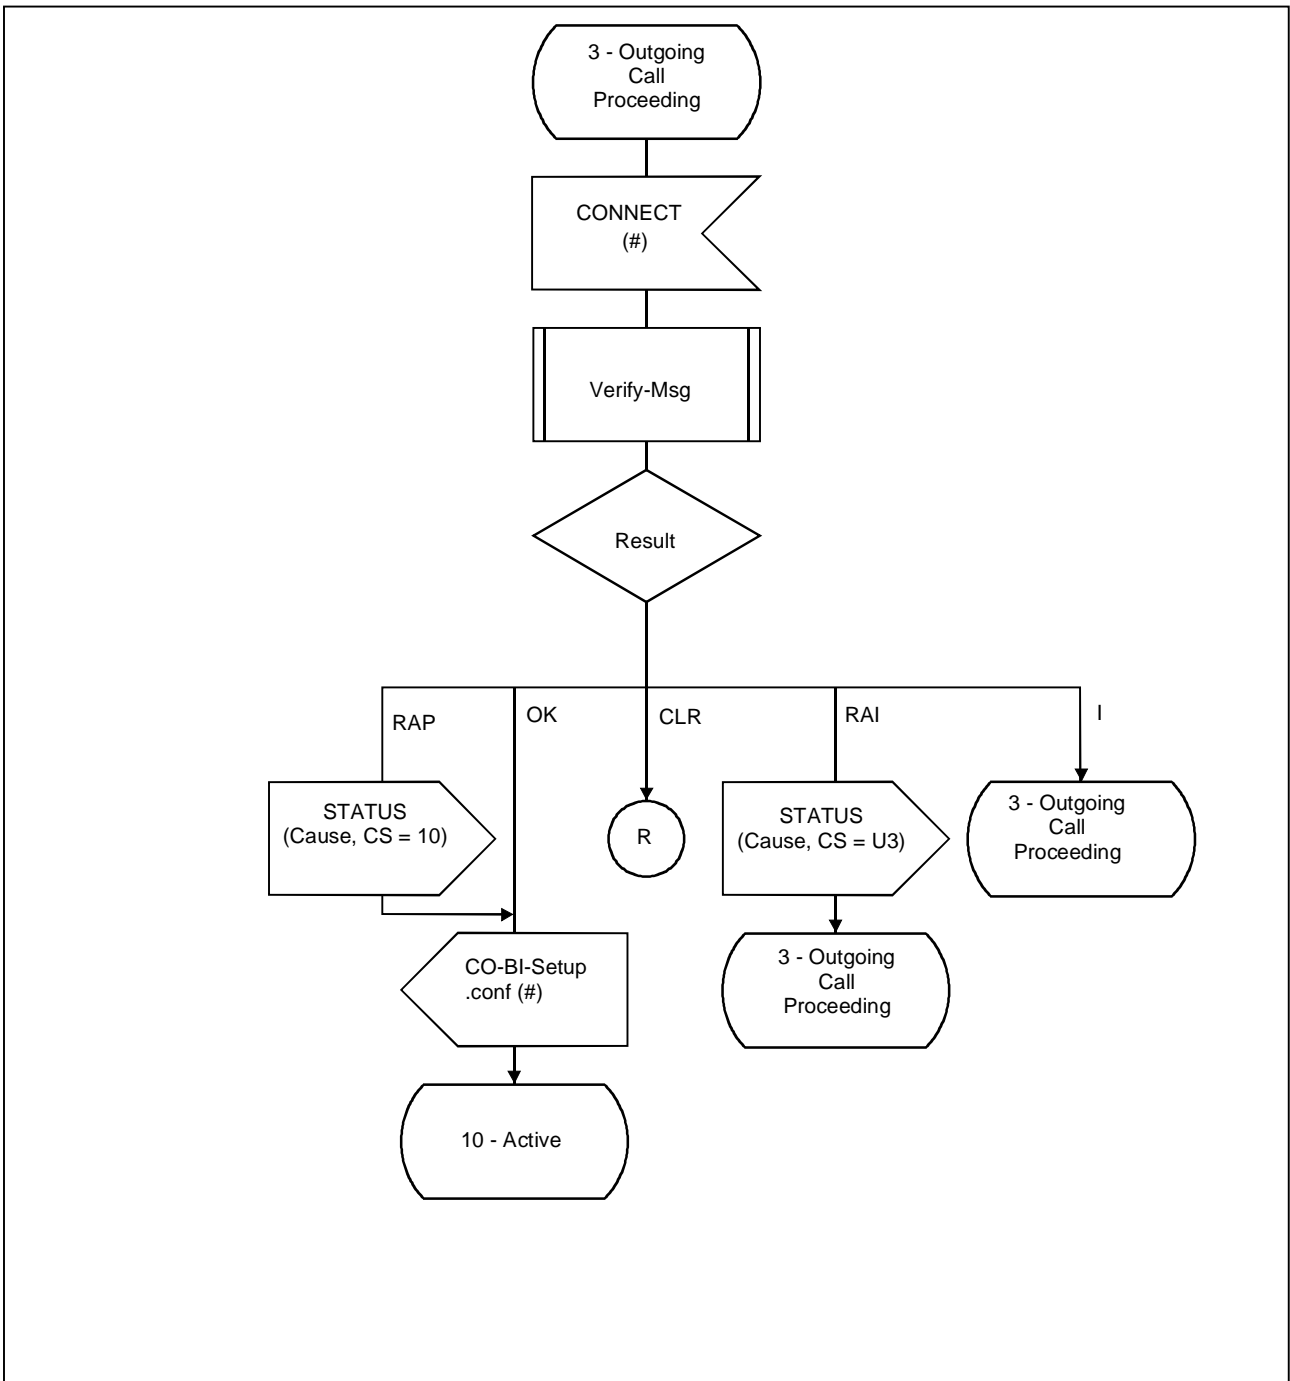 3 - Outgoing
Call
Proceeding
CONNECT
(#)
Verify-Msg
Result
RAP
OK
CLR
RAI
I
STATUS
(Cause, CS = 10)
R
STATUS
(Cause, CS = U3)
3 - Outgoing
Call
Proceeding
CO-BI-Setup
.conf (#)
3 - Outgoing
Call
Proceeding
10 - Active